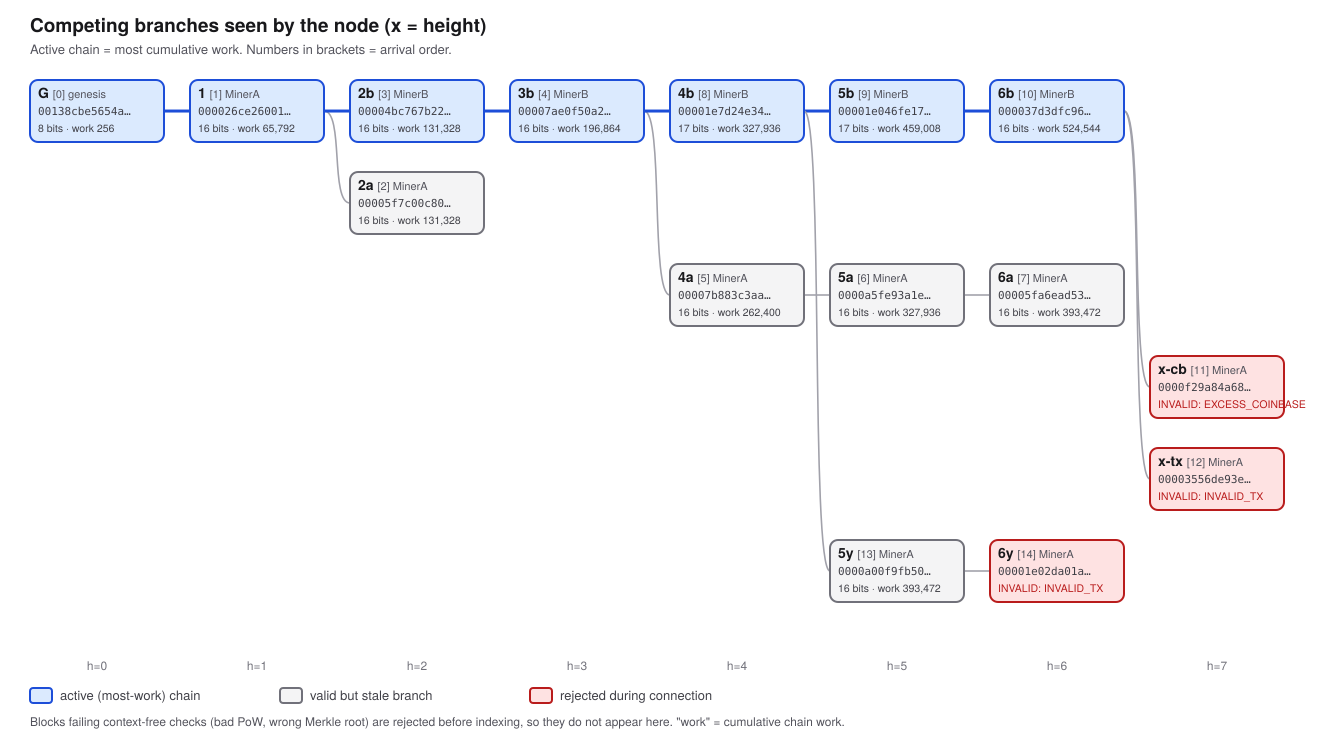 Competing branches seen by the node (x = height)
Active chain = most cumulative work. Numbers in brackets = arrival order.
G [0] genesis
00138cbe5654a…
8 bits · work 256
1 [1] MinerA
000026ce26001…
16 bits · work 65,792
2b [3] MinerB
00004bc767b22…
16 bits · work 131,328
3b [4] MinerB
00007ae0f50a2…
16 bits · work 196,864
4b [8] MinerB
00001e7d24e34…
17 bits · work 327,936
5b [9] MinerB
00001e046fe17…
17 bits · work 459,008
6b [10] MinerB
000037d3dfc96…
16 bits · work 524,544
2a [2] MinerA
00005f7c00c80…
16 bits · work 131,328
4a [5] MinerA
00007b883c3aa…
16 bits · work 262,400
5a [6] MinerA
0000a5fe93a1e…
16 bits · work 327,936
6a [7] MinerA
00005fa6ead53…
16 bits · work 393,472
x-cb [11] MinerA
0000f29a84a68…
INVALID: EXCESS_COINBASE
x-tx [12] MinerA
00003556de93e…
INVALID: INVALID_TX
5y [13] MinerA
0000a00f9fb50…
16 bits · work 393,472
6y [14] MinerA
00001e02da01a…
INVALID: INVALID_TX
h=0
h=1
h=2
h=3
h=4
h=5
h=6
h=7
active (most-work) chain
valid but stale branch
rejected during connection
Blocks failing context-free checks (bad PoW, wrong Merkle root) are rejected before indexing, so they do not appear here. "work" = cumulative chain work.